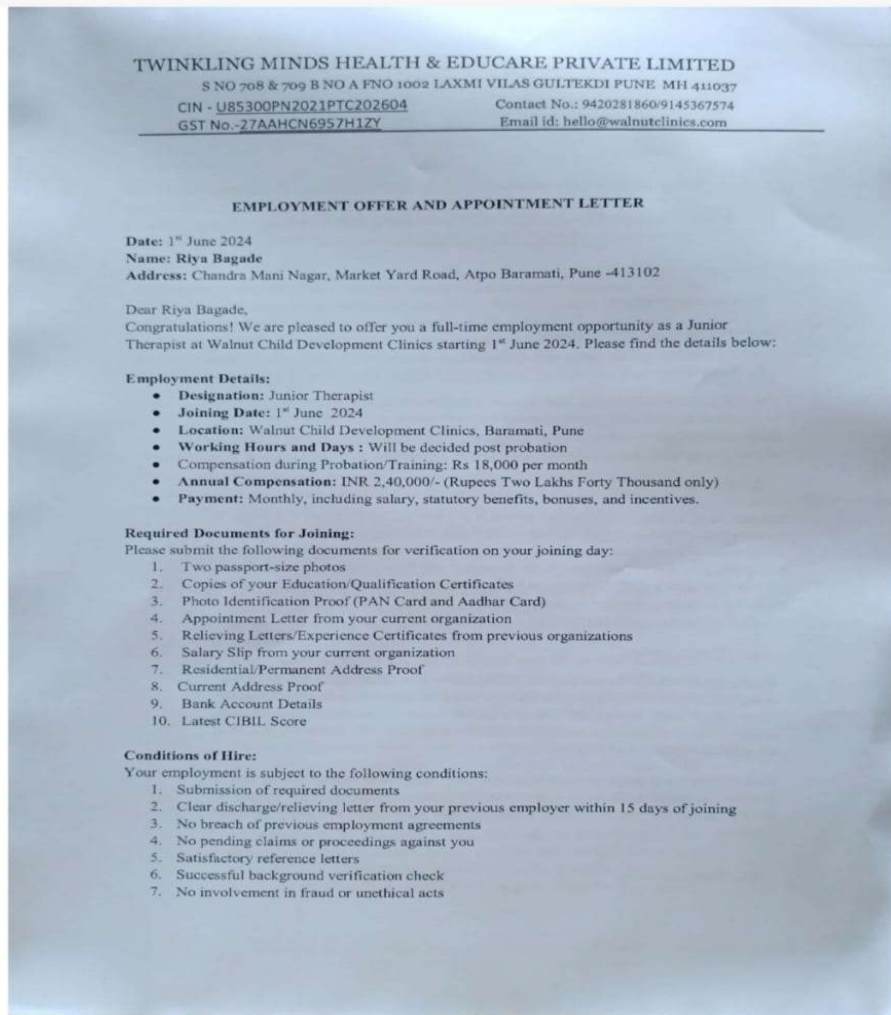 TWINKLING MINDS HEALTH & EDUCARE PRIVATE LIMITED
S NO 708 & 709 B NO A FNO 1002 LAXMI VILAS GULTEKDI PUNE MH 411037
CIN - U85300PN2021PTC202604 Contact No.: 9420281860/9145367574
GST No.-27AAHCN6957H1ZY Email id: hello@walnutclinics.com
EMPLOYMENT OFFER AND APPOINTMENT LETTER
Date: 1st June 2024
Name: Riya Bagade
Address: Chandra Mani Nagar, Market Yard Road, Atpo Baramati, Pune -413102
Dear Riya Bagade,
Congratulations! We are pleased to offer you a full-time employment opportunity as a Junior
Therapist at Walnut Child Development Clinics starting 1st June 2024. Please find the details below:
Employment Details:
• Designation: Junior Therapist
• Joining Date: 1st June 2024
• Location: Walnut Child Development Clinics, Baramati, Pune
• Working Hours and Days : Will be decided post probation
• Compensation during Probation/Training: Rs 18,000 per month
• Annual Compensation: INR 2,40,000/- (Rupees Two Lakhs Forty Thousand only)
• Payment: Monthly, including salary, statutory benefits, bonuses, and incentives.
Required Documents for Joining:
Please submit the following documents for verification on your joining day:
1. Two passport-size photos
2. Copies of your Education/Qualification Certificates
3. Photo Identification Proof (PAN Card and Aadhar Card)
4. Appointment Letter from your current organization
5. Relieving Letters/Experience Certificates from previous organizations
6. Salary Slip from your current organization
7. Residential/Permanent Address Proof
8. Current Address Proof
9. Bank Account Details
10. Latest CIBIL Score
Conditions of Hire:
Your employment is subject to the following conditions:
1. Submission of required documents
2. Clear discharge/relieving letter from your previous employer within 15 days of joining
3. No breach of previous employment agreements
4. No pending claims or proceedings against you
5. Satisfactory reference letters
6. Successful background verification check
7. No involvement in fraud or unethical acts